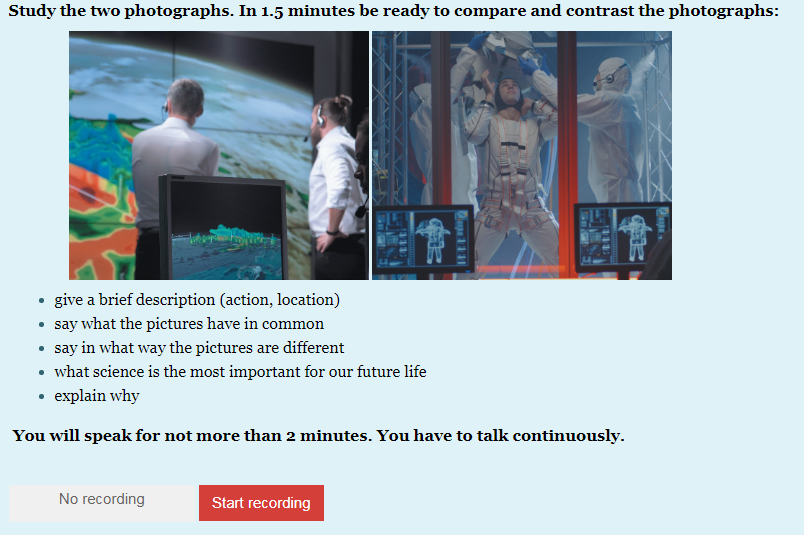 Study the two photographs. In 1.5 minutes be ready to compare and contrast the photographs:
give a brief description (action, location)
say what the pictures have in common
say in what way the pictures are different
what science is the most important for our future life
explain why
You will speak for not more than 2 minutes. You have to talk continuously.
No recording
Start recording